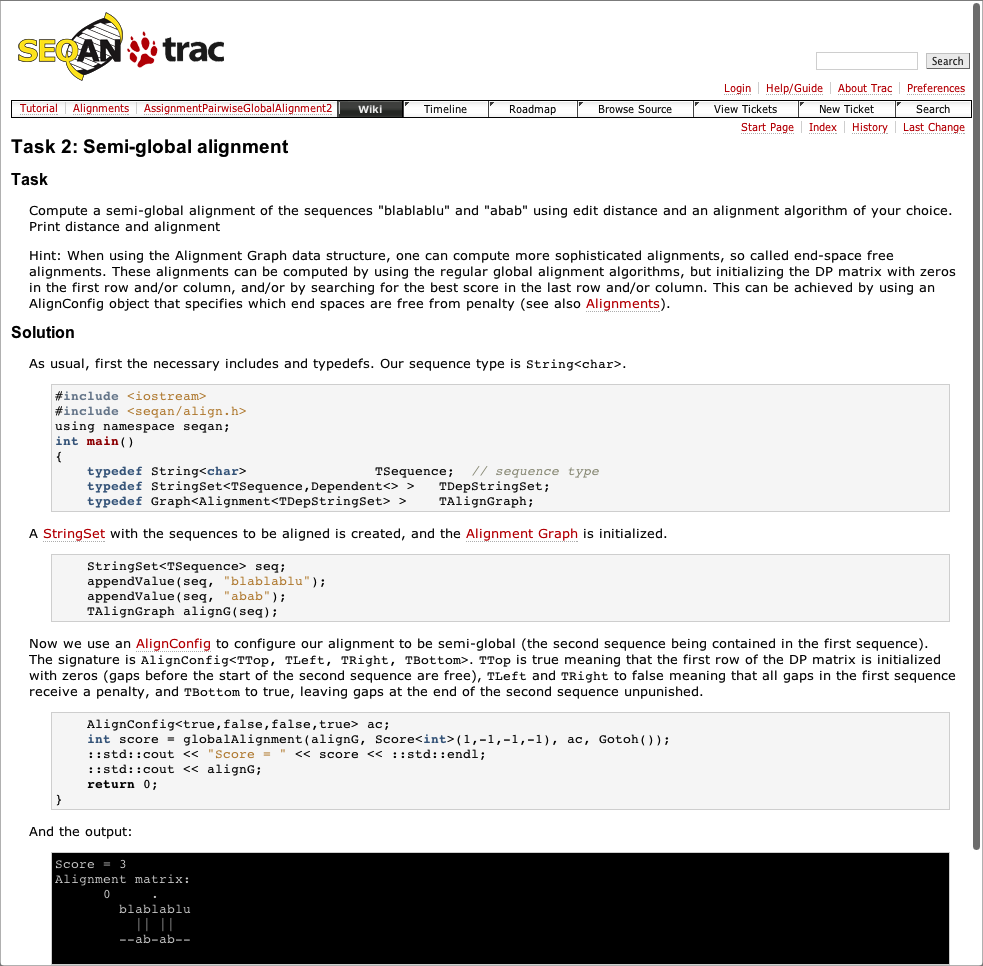 SEQAN trac
Search
Login Help/Guide About Trac Preferences
Tutorial Alignments AssignmentPairwiseGlobalAlignment2 Wiki Timeline Roadmap Browse Source View Tickets New Ticket Search
Start Page Index History Last Change
Task 2: Semi-global alignment
Task
Compute a semi-global alignment of the sequences "blablablu" and "abab" using edit distance and an alignment algorithm of your choice.
Print distance and alignment
Hint: When using the Alignment Graph data structure, one can compute more sophisticated alignments, so called end-space free
alignments. These alignments can be computed by using the regular global alignment algorithms, but initializing the DP matrix with zeros
in the first row and/or column, and/or by searching for the best score in the last row and/or column. This can be achieved by using an
AlignConfig object that specifies which end spaces are free from penalty (see also Alignments).
Solution
As usual, first the necessary includes and typedefs. Our sequence type is String<char>.
#include <iostream>
#include <seqan/align.h>
using namespace seqan;
int main()
{
    typedef String<char>                TSequence;  // sequence type
    typedef StringSet<TSequence,Dependent<> >   TDepStringSet;
    typedef Graph<Alignment<TDepStringSet> >    TAlignGraph;
A StringSet with the sequences to be aligned is created, and the Alignment Graph is initialized.
    StringSet<TSequence> seq;
    appendValue(seq, "blablablu");
    appendValue(seq, "abab");
    TAlignGraph alignG(seq);
Now we use an AlignConfig to configure our alignment to be semi-global (the second sequence being contained in the first sequence).
The signature is AlignConfig<TTop, TLeft, TRight, TBottom>. TTop is true meaning that the first row of the DP matrix is initialized
with zeros (gaps before the start of the second sequence are free), TLeft and TRight to false meaning that all gaps in the first sequence
receive a penalty, and TBottom to true, leaving gaps at the end of the second sequence unpunished.
    AlignConfig<true,false,false,true> ac;
    int score = globalAlignment(alignG, Score<int>(1,-1,-1,-1), ac, Gotoh());
    ::std::cout << "Score = " << score << ::std::endl;
    ::std::cout << alignG;
    return 0;
}
And the output:
Score = 3
Alignment matrix:
      0     .
        blablablu
          || ||
        --ab-ab--